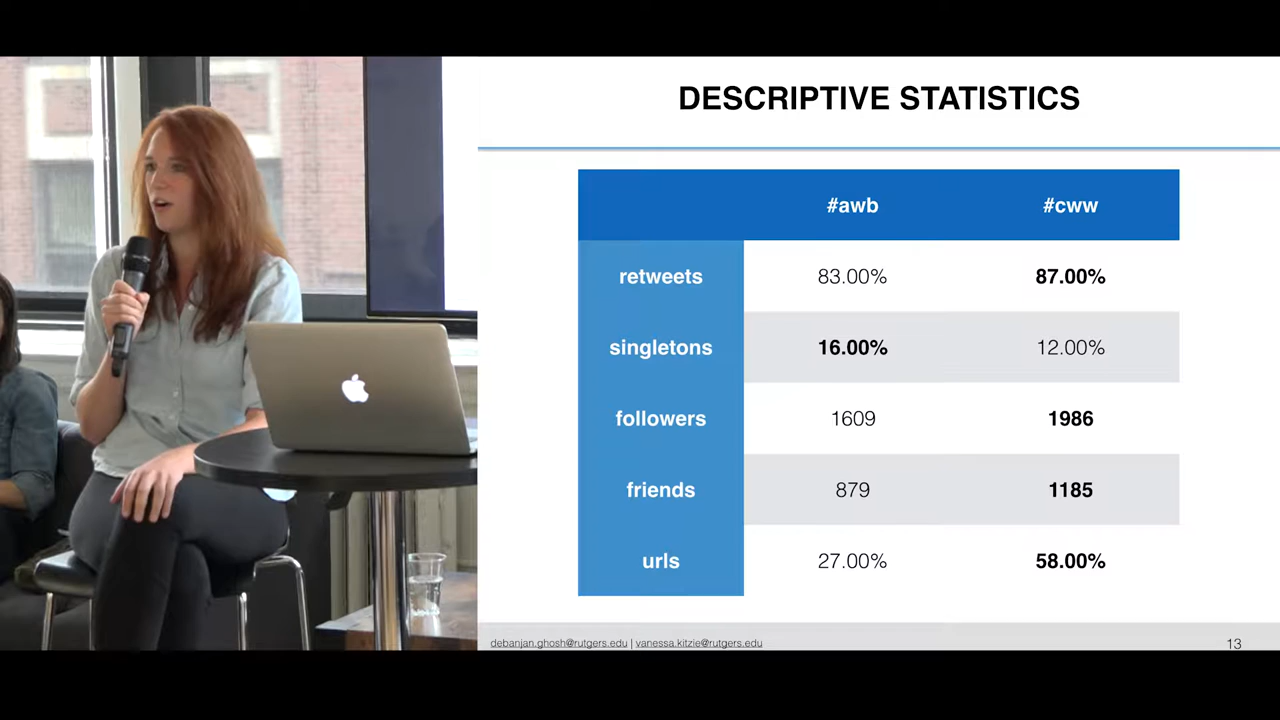 DESCRIPTIVE STATISTICS
#awb #cww
retweets 83.00% 87.00%
singletons 16.00% 12.00%
followers 1609 1986
friends 879 1185
urls 27.00% 58.00%
debanjan.ghosh@rutgers.edu | vanessa.kitzie@rutgers.edu
13